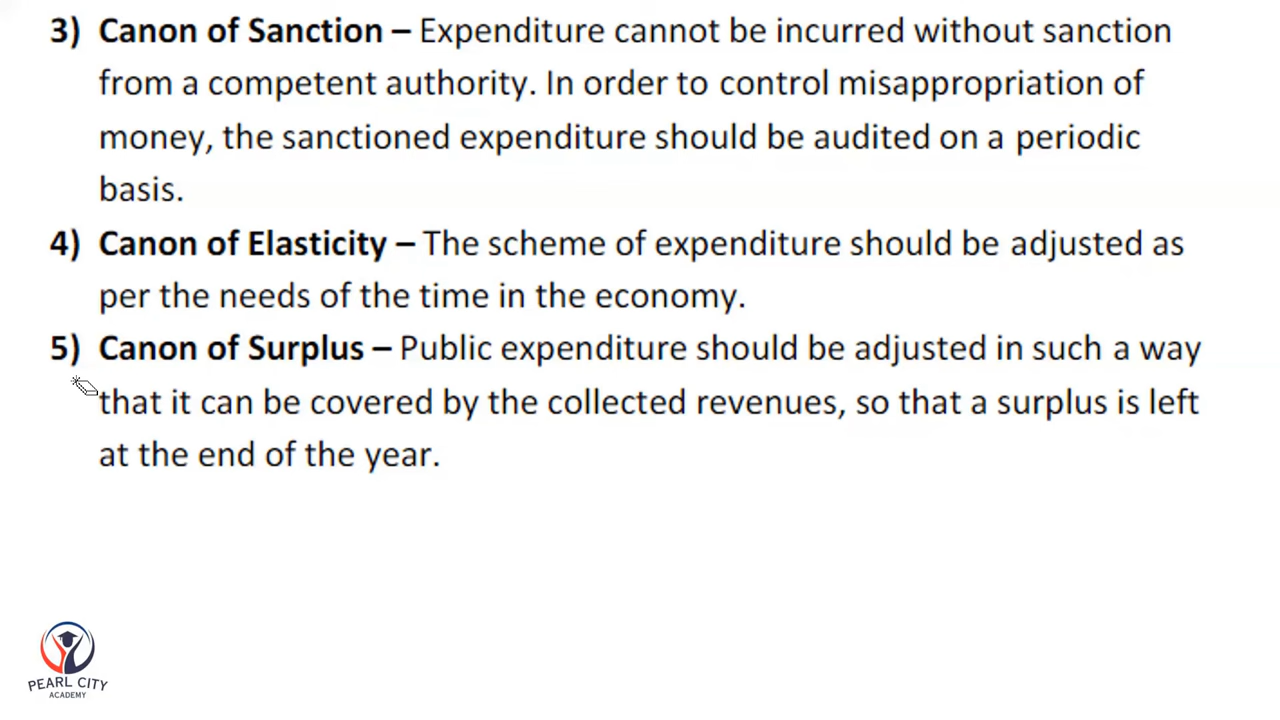 3) Canon of Sanction – Expenditure cannot be incurred without sanction
from a competent authority. In order to control misappropriation of
money, the sanctioned expenditure should be audited on a periodic
basis.
4) Canon of Elasticity – The scheme of expenditure should be adjusted as
per the needs of the time in the economy.
5) Canon of Surplus – Public expenditure should be adjusted in such a way
that it can be covered by the collected revenues, so that a surplus is left
at the end of the year.
PEARL CITY
ACADEMY